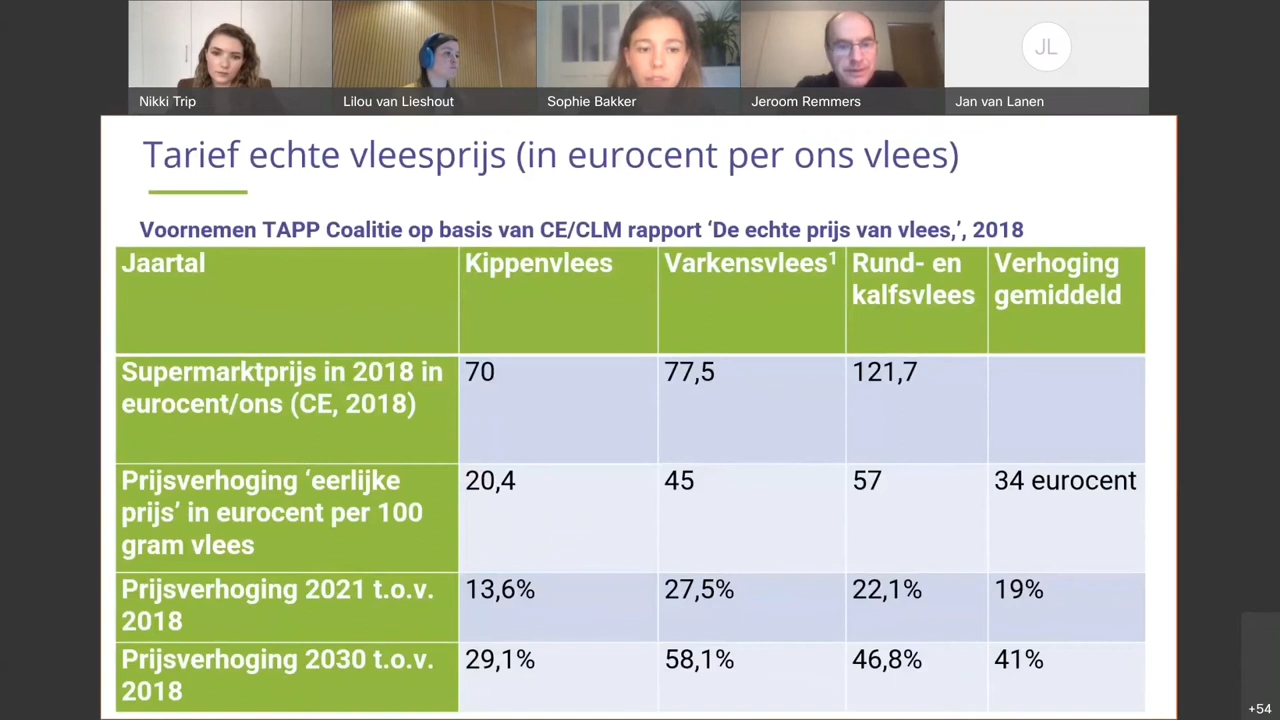 Nikki Trip
Lilou van Lieshout
Sophie Bakker
Jeroom Remmers
JL
Jan van Lanen
Tarief echte vleesprijs (in eurocent per ons vlees)
Voornemen TAPP Coalitie op basis van CE/CLM rapport ‘De echte prijs van vlees,’, 2018
Jaartal
Kippenvlees
Varkensvlees¹
Rund- en
kalfsvlees
Verhoging
gemiddeld
Supermarktprijs in 2018 in
eurocent/ons (CE, 2018)
70
77,5
121,7
Prijsverhoging ‘eerlijke
prijs’ in eurocent per 100
gram vlees
20,4
45
57
34 eurocent
Prijsverhoging 2021 t.o.v.
2018
13,6%
27,5%
22,1%
19%
Prijsverhoging 2030 t.o.v.
2018
29,1%
58,1%
46,8%
41%
+54